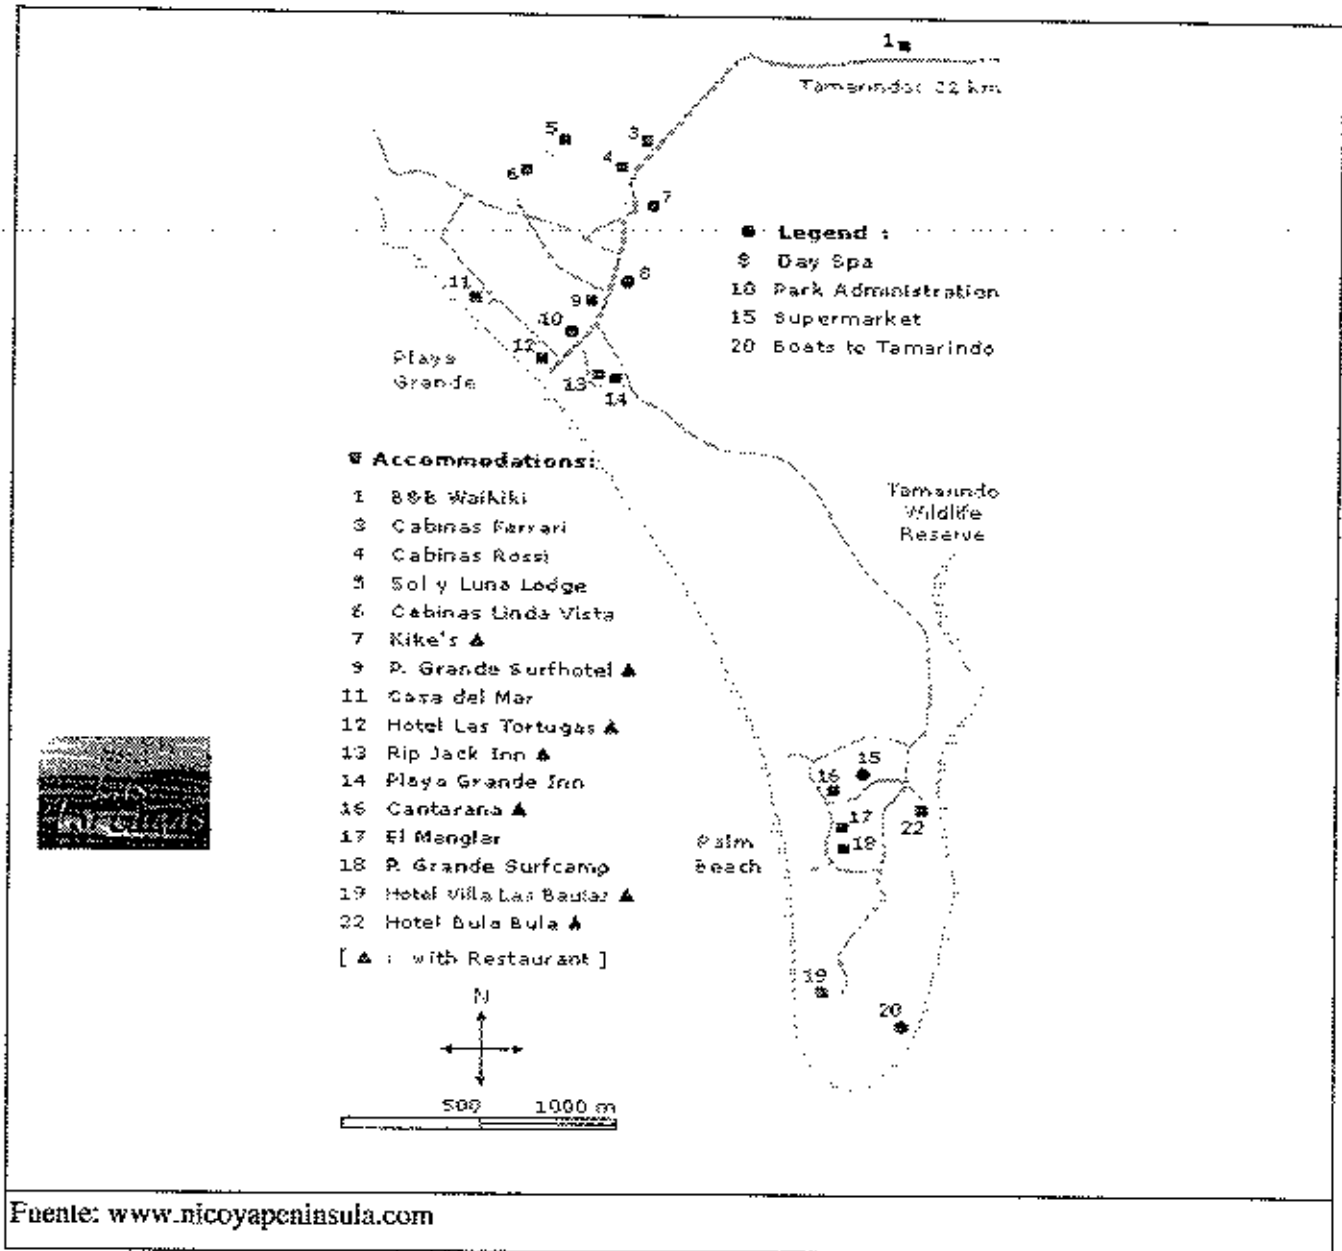 1
Tamarindo: 22 km
5
3
4
6
7
Legend :
8 Day Spa
10 Park Administration
15 Supermarket
20 Boats to Tamarindo
8
11
9
10
12
Playa
Grande
13
14
Accommodations:
1 B&B Waikiki
3 Cabinas Ferrari
4 Cabinas Rossi
5 Sol y Luna Lodge
6 Cabinas Linda Vista
7 Kike's ▲
9 P. Grande Surfhotel ▲
11 Casa del Mar
12 Hotel Las Tortugas ▲
13 Rip Jack Inn ▲
14 Playa Grande Inn
16 Cantarana ▲
17 El Manglar
18 P. Grande Surfcamp
19 Hotel Villa Las Baulas ▲
22 Hotel Bula Bula ▲
[ ▲ : with Restaurant ]
Tamarindo
Wildlife
Reserve
15
16
17
18
22
Palm
Beach
19
20
N
500 1000 m
Fuente: www.nicoyapeninsula.com